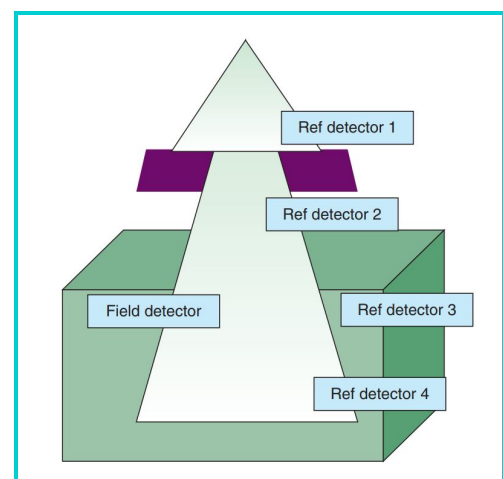 Ref detector 1
Ref detector 2
Field detector
Ref detector 3
Ref detector 4